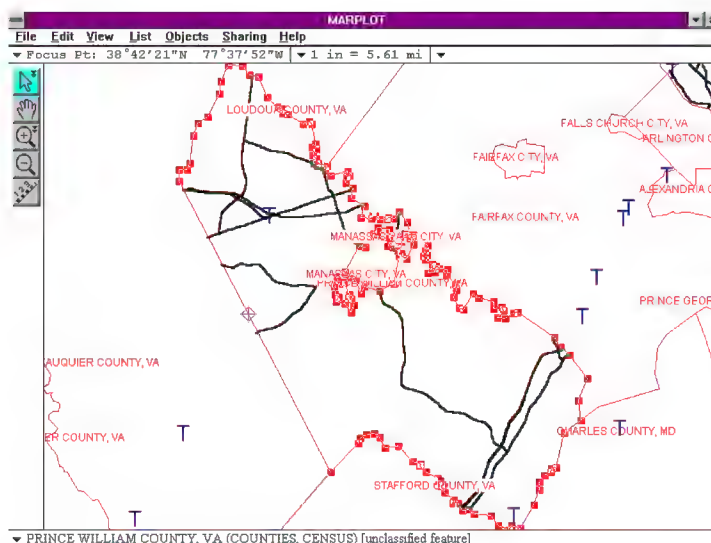 MARPLOT
File Edit View List Objects Sharing Help
Focus Pt: 38°42'21"N 77°37'52"W 1 in = 5.61 mi
LOUDOUN COUNTY, VA
FALLS CHURCH CITY, VA
ARLINGTON C
FAIRFAX CITY, VA
ALEXANDRIA C
FAIRFAX COUNTY, VA
MANASSAS PARK CITY, VA
MANASSAS CITY, VA
PRINCE WILLIAM COUNTY, VA
PRINCE GEOR
AUQUIER COUNTY, VA
ER COUNTY, VA
CHARLES COUNTY, MD
STAFFORD COUNTY, VA
PRINCE WILLIAM COUNTY, VA (COUNTIES, CENSUS) [unclassified feature]